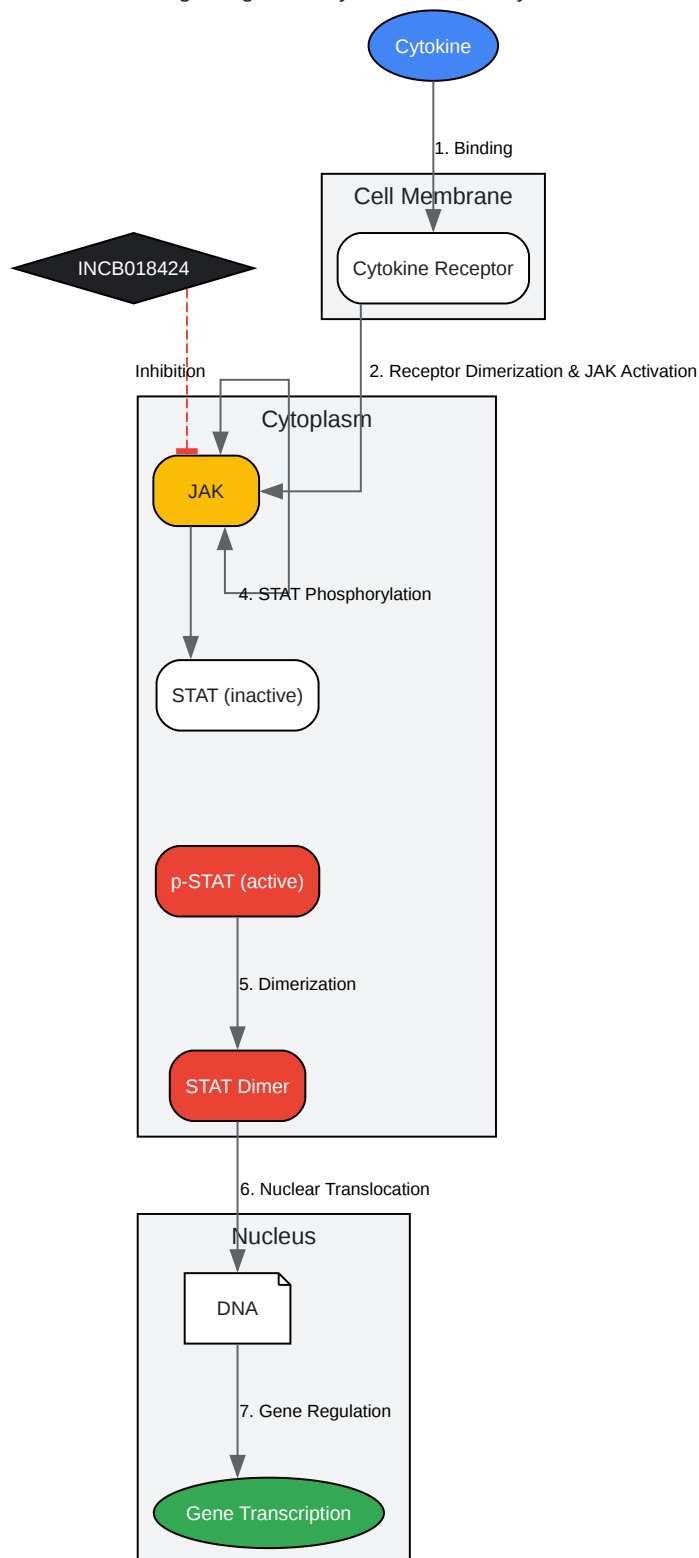 Cytokine
1. Binding
Cell Membrane
Cytokine Receptor
INCB018424
Inhibition
2. Receptor Dimerization & JAK Activation
Cytoplasm
JAK
4. STAT Phosphorylation
STAT (inactive)
p-STAT (active)
5. Dimerization
STAT Dimer
6. Nuclear Translocation
Nucleus
DNA
7. Gene Regulation
Gene Transcription